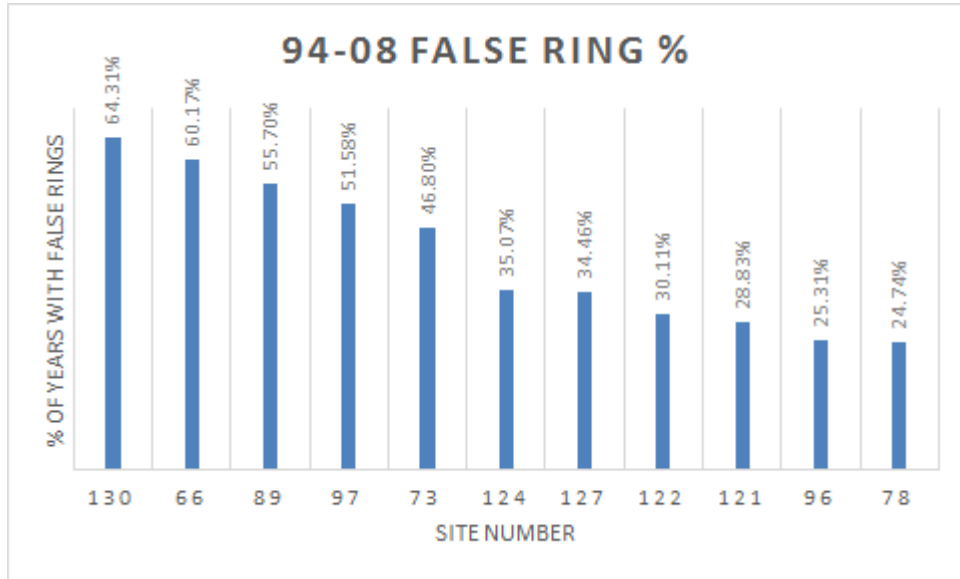 94-08 FALSE RING %
% OF YEARS WITH FALSE RINGS
64.31%
60.17%
55.70%
51.58%
46.80%
35.07%
34.46%
30.11%
28.83%
25.31%
24.74%
130 66 89 97 73 124 127 122 121 96 78
SITE NUMBER